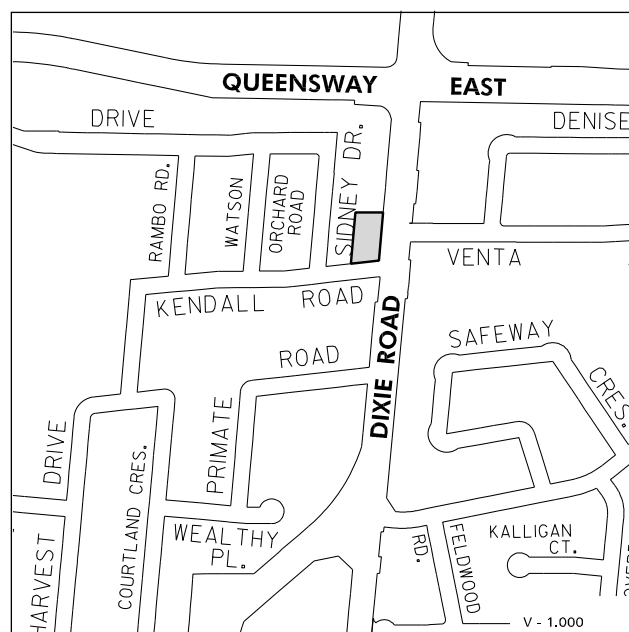 QUEENSWAY EAST
DRIVE
DENISE
SIDNEY DR.
RAMBO RD.
WATSON
ORCHARD
ROAD
VENTA
KENDALL ROAD
DIXIE ROAD
SAFEWAY
CRES.
PRIMATE
ROAD
DRIVE
HARVEST
COURTLAND CRES.
WEALTHY
PL.
RD.
FELDWOOD
KALLIGAN
CT.
V - 1.000